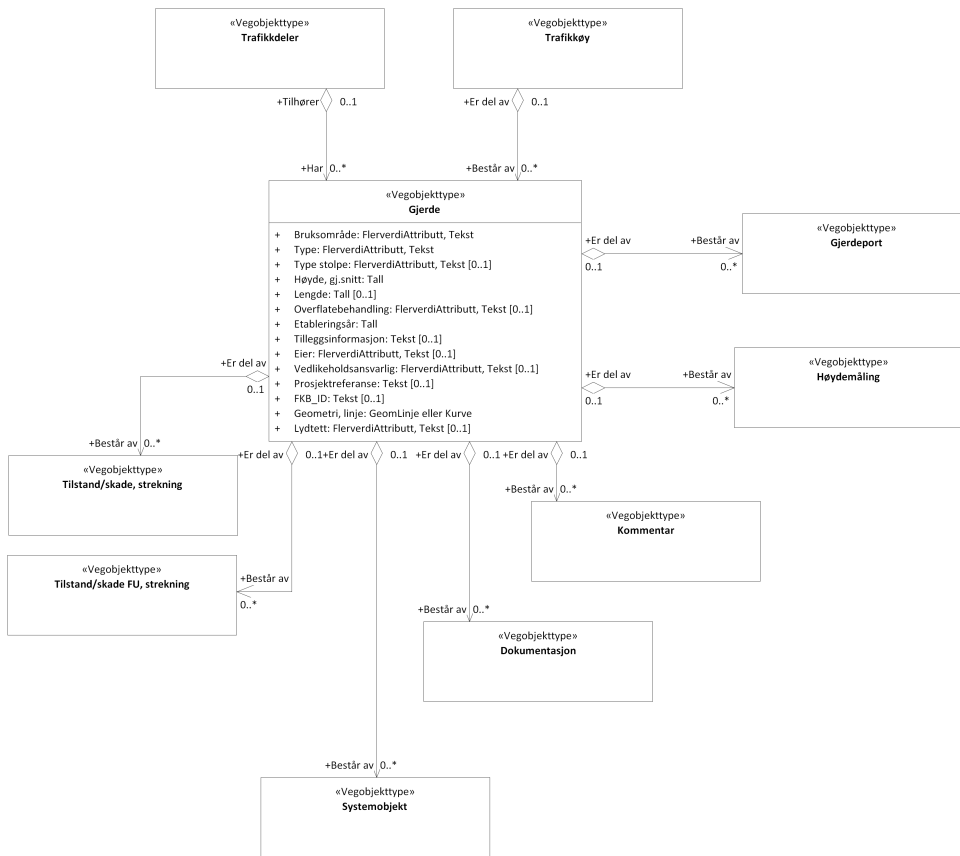 «Vegobjekttype»
Trafikkdeler
«Vegobjekttype»
Trafikkøy
+Tilhører 0..1
+Er del av 0..1
+Har 0..*
+Består av 0..*
«Vegobjekttype»
Gjerde
+ Bruksområde: FlerverdiAttributt, Tekst
+ Type: FlerverdiAttributt, Tekst
+ Type stolpe: FlerverdiAttributt, Tekst [0..1]
+ Høyde, gj.snitt: Tall
+ Lengde: Tall [0..1]
+ Overflatebehandling: FlerverdiAttributt, Tekst [0..1]
+ Etableringsår: Tall
+ Tilleggsinformasjon: Tekst [0..1]
+ Eier: FlerverdiAttributt, Tekst [0..1]
+ Vedlikeholdsansvarlig: FlerverdiAttributt, Tekst [0..1]
+ Prosjektreferanse: Tekst [0..1]
+ FKB_ID: Tekst [0..1]
+ Geometri, linje: GeomLinje eller Kurve
+ Lydtett: FlerverdiAttributt, Tekst [0..1]
+Er del av
0..1
+Består av
0..*
«Vegobjekttype»
Gjerdeport
+Er del av
0..1
+Består av
0..*
«Vegobjekttype»
Høydemåling
+Er del av
0..1
+Består av 0..*
«Vegobjekttype»
Tilstand/skade, strekning
+Er del av 0..1
+Er del av 0..1
+Er del av 0..1
+Er del av 0..1
+Består av 0..*
«Vegobjekttype»
Kommentar
+Består av
0..*
«Vegobjekttype»
Tilstand/skade FU, strekning
+Består av 0..*
«Vegobjekttype»
Dokumentasjon
+Består av 0..*
«Vegobjekttype»
Systemobjekt